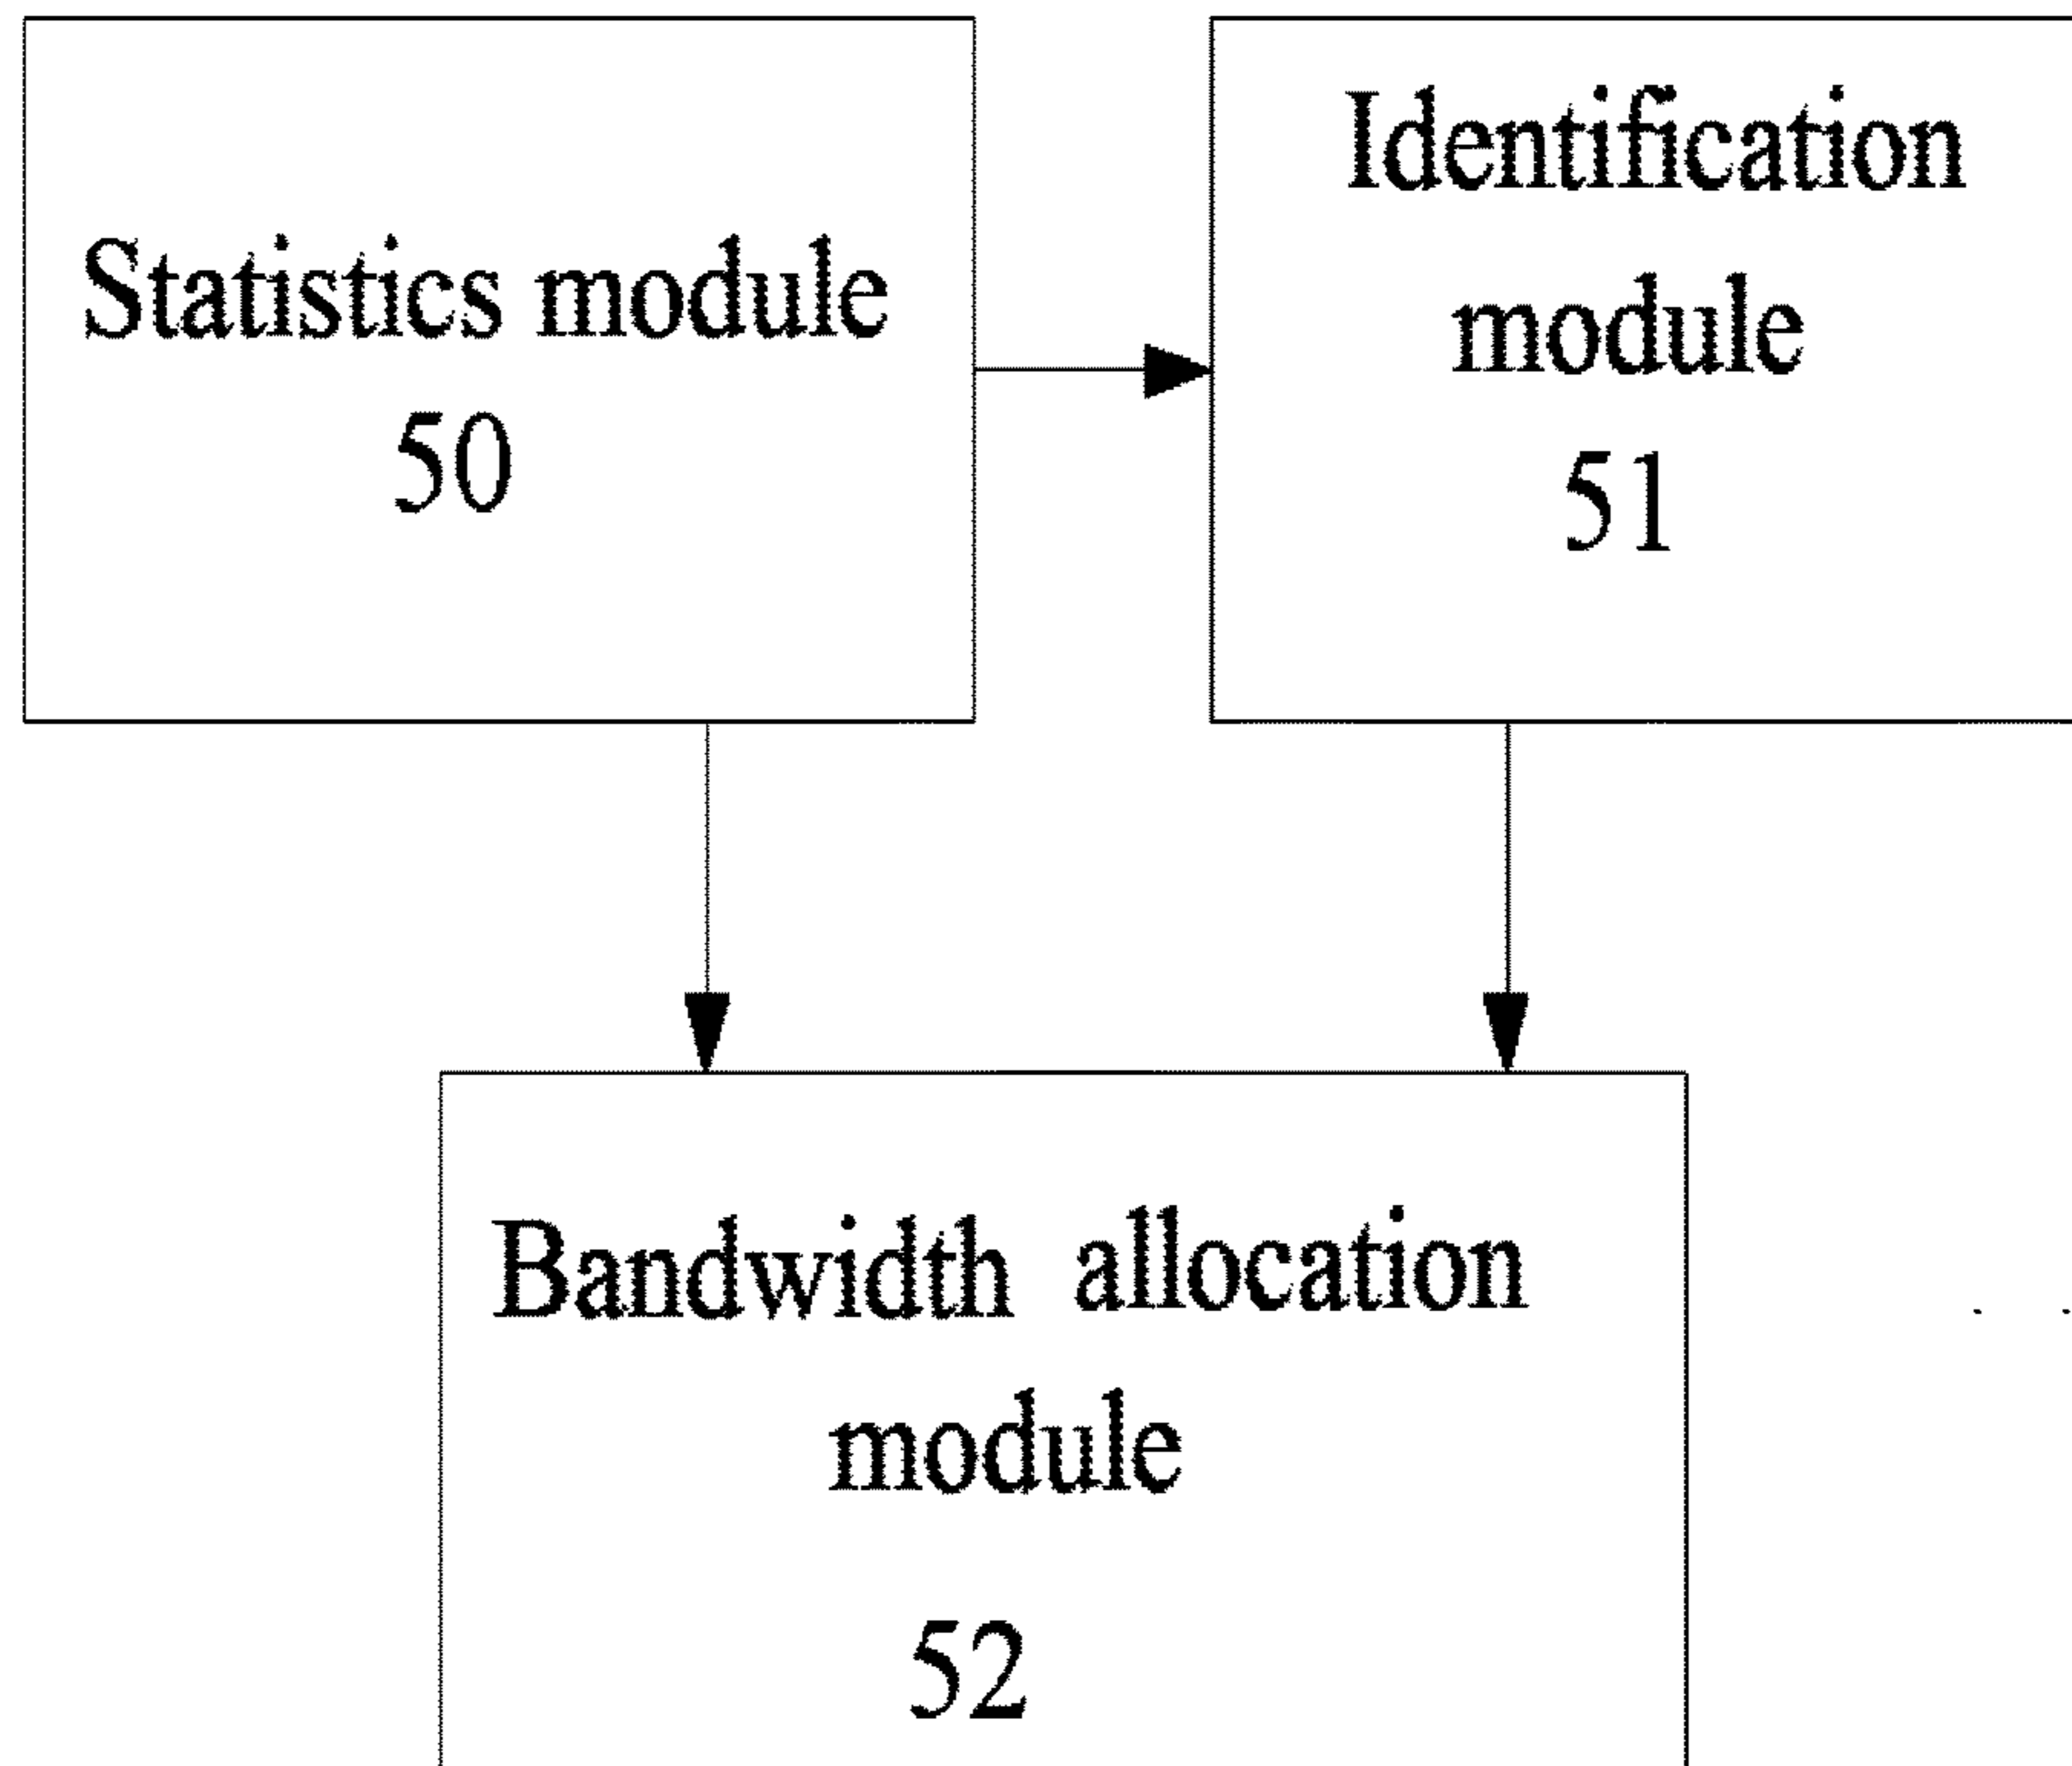 Statistics module
50
Identification
module
51
Bandwidth allocation
module
52